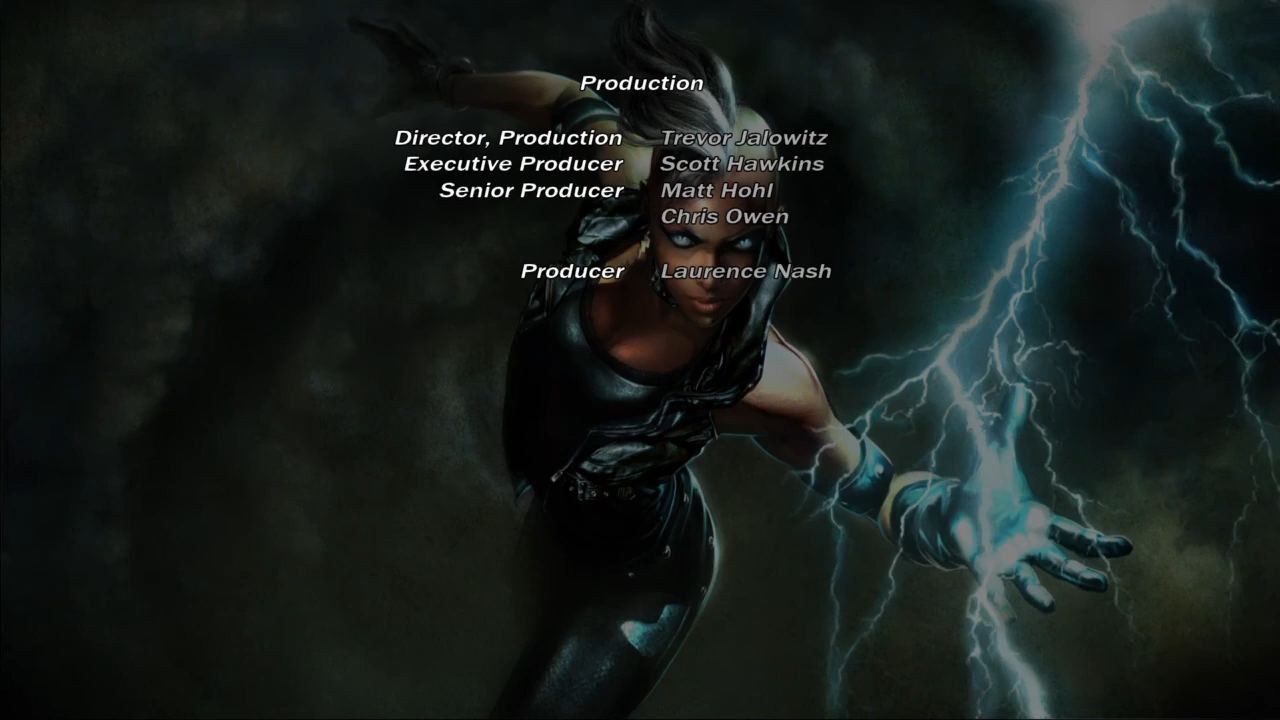 Production
Director, Production Trevor Jalowitz
Executive Producer Scott Hawkins
Senior Producer Matt Hohl
Chris Owen
Producer Laurence Nash